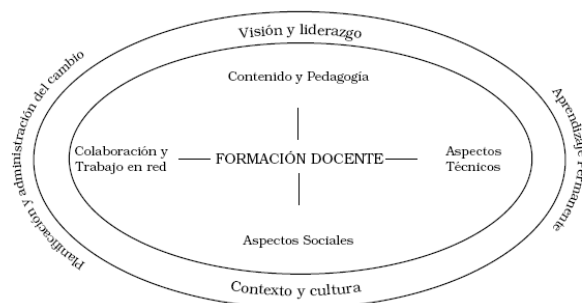 Visión y liderazgo
Contenido y Pedagogía
Planificación y administración del cambio
Colaboración y
Trabajo en red
FORMACIÓN DOCENTE
Aspectos
Técnicos
Aprendizaje Permanente
Aspectos Sociales
Contexto y cultura